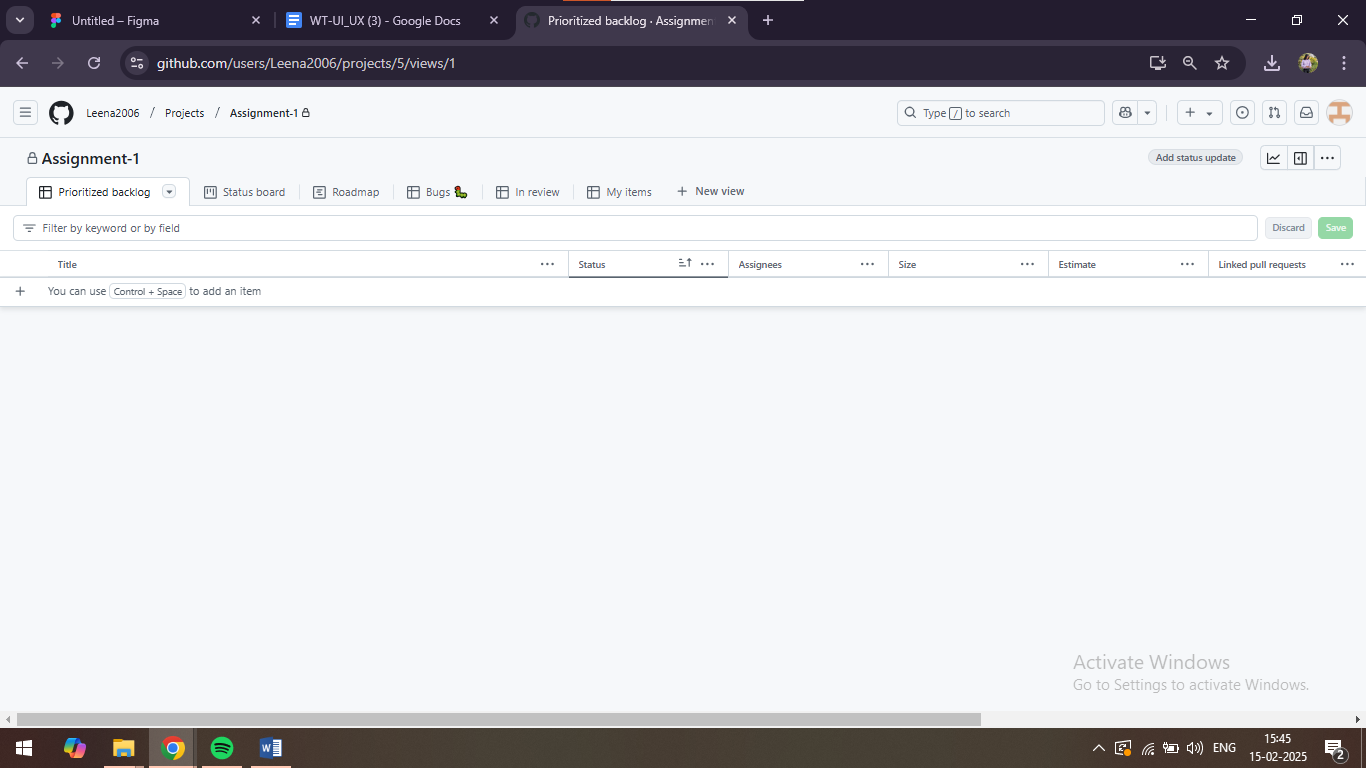 Untitled – Figma
WT-UI_UX (3) - Google Docs
Prioritized backlog · Assignmen
github.com/users/Leena2006/projects/5/views/1
Leena2006 / Projects / Assignment-1
Type / to search
Assignment-1
Add status update
Prioritized backlog
Status board
Roadmap
Bugs 🐛
In review
My items
New view
Filter by keyword or by field
Discard
Save
Title
Status
Assignees
Size
Estimate
Linked pull requests
You can use Control + Space to add an item
Activate Windows
Go to Settings to activate Windows.
ENG
15:45
15-02-2025
2